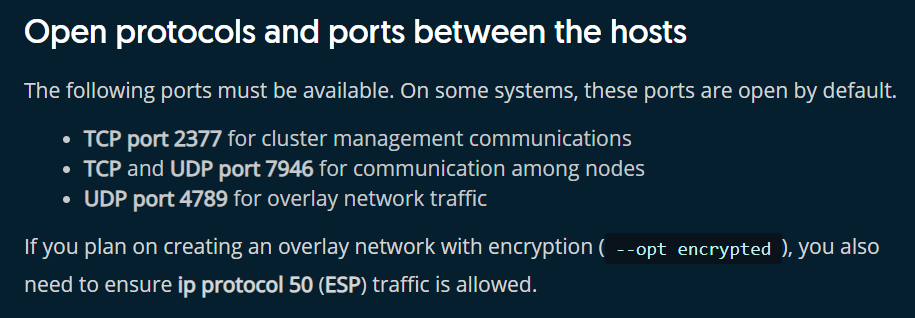 Open protocols and ports between the hosts
The following ports must be available. On some systems, these ports are open by default.
• TCP port 2377 for cluster management communications
• TCP and UDP port 7946 for communication among nodes
• UDP port 4789 for overlay network traffic
If you plan on creating an overlay network with encryption ( --opt encrypted ), you also
need to ensure ip protocol 50 (ESP) traffic is allowed.